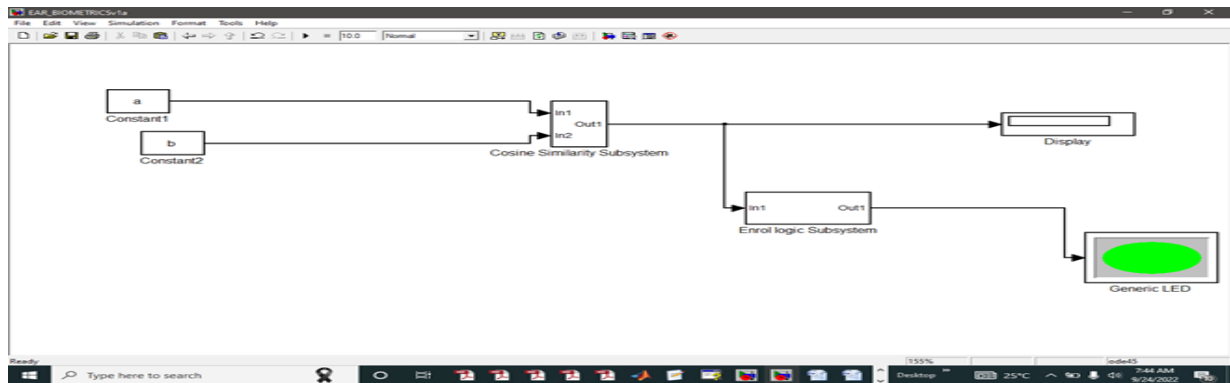 EAR_BIOMETRICSv1a
File Edit View Simulation Format Tools Help
10.0 Normal
a
Constant1
b
Constant2
In1
Out1
In2
Cosine Similarity Subsystem
Display
In1 Out1
Enrol logic Subsystem
Generic LED
Ready 155% ode45
Type here to search Desktop 25°C 7:44 AM
9/24/2022